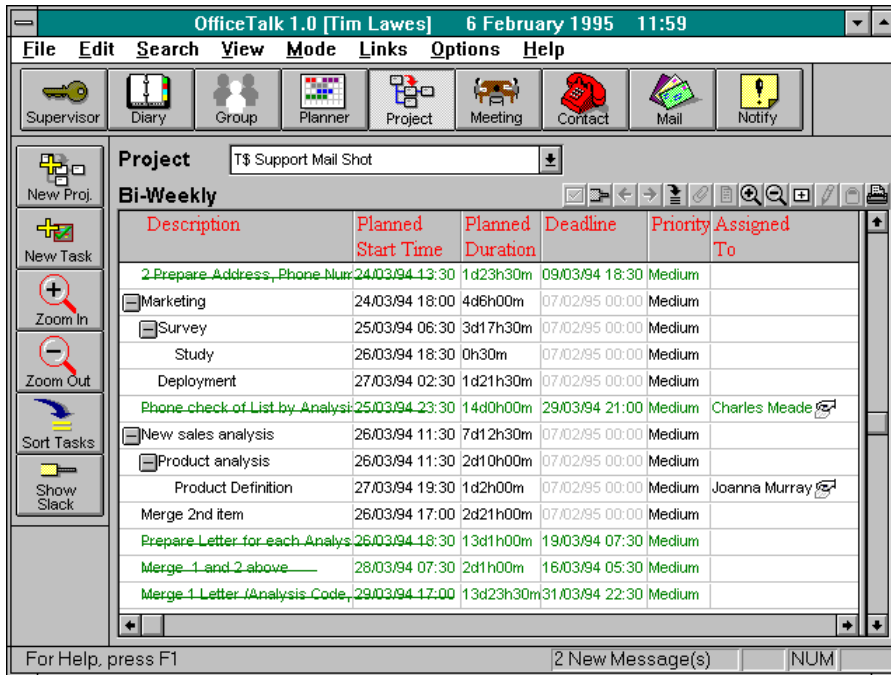 OfficeTalk 1.0 [Tim Lawes] 6 February 1995 11:59
File Edit Search View Mode Links Options Help
Supervisor Diary Group Planner Project Meeting Contact Mail Notify
New Proj.
New Task
Zoom In
Zoom Out
Sort Tasks
Show
Slack
Project T$ Support Mail Shot
Bi-Weekly
Description Planned Start Time Planned Duration Deadline Priority Assigned To
2 Prepare Address, Phone Num 24/03/94 13:30 1d23h30m 09/03/94 18:30 Medium
Marketing 24/03/94 18:00 4d6h00m 07/02/95 00:00 Medium
Survey 25/03/94 06:30 3d17h30m 07/02/95 00:00 Medium
Study 26/03/94 18:30 0h30m 07/02/95 00:00 Medium
Deployment 27/03/94 02:30 1d21h30m 07/02/95 00:00 Medium
Phone check of List by Analysi 25/03/94 23:30 14d0h00m 29/03/94 21:00 Medium Charles Meade
New sales analysis 26/03/94 11:30 7d12h30m 07/02/95 00:00 Medium
Product analysis 26/03/94 11:30 2d10h00m 07/02/95 00:00 Medium
Product Definition 27/03/94 19:30 1d2h00m 07/02/95 00:00 Medium Joanna Murray
Merge 2nd item 26/03/94 17:00 2d21h00m 07/02/95 00:00 Medium
Prepare Letter for each Analys 26/03/94 18:30 13d1h00m 19/03/94 07:30 Medium
Merge 1 and 2 above 28/03/94 07:30 2d1h00m 16/03/94 05:30 Medium
Merge 1 Letter /Analysis Code, 29/03/94 17:00 13d23h30m 31/03/94 22:30 Medium
For Help, press F1 2 New Message(s) NUM